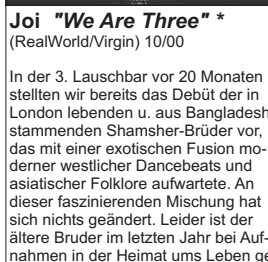 Joi "We Are Three" *
(RealWorld/Virgin) 10/00
In der 3. Lauschbar vor 20 Monaten
stellten wir bereits das Debüt der in
London lebenden u. aus Bangladesh
stammenden Shamsher-Brüder vor,
das mit einer exotischen Fusion mo-
derner westlicher Dancebeats und
asiatischer Folklore aufwartete. An
dieser faszinierenden Mischung hat
sich nichts geändert. Leider ist der
ältere Bruder im letzten Jahr bei Auf-
nahmen in der Heimat ums Leben ge